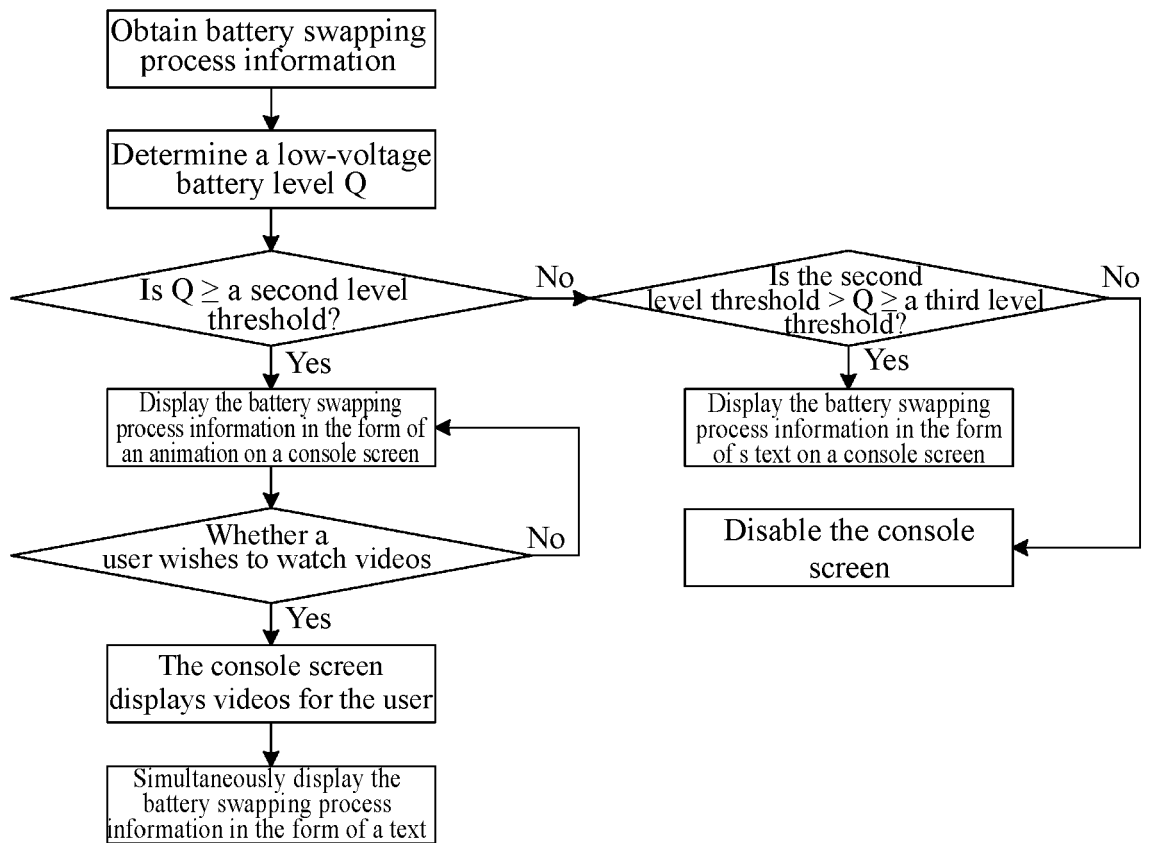 Obtain battery swapping
process information
Determine a low-voltage
battery level Q
Is Q ≥ a second level
threshold?
No
Is the second
level threshold > Q ≥ a third level
threshold?
No
Yes
Yes
Display the battery swapping
process information in the form of
an animation on a console screen
Display the battery swapping
process information in the form
of s text on a console screen
Whether a
user wishes to watch videos
No
Disable the console
screen
Yes
The console screen
displays videos for the user
Simultaneously display the
battery swapping process
information in the form of a text